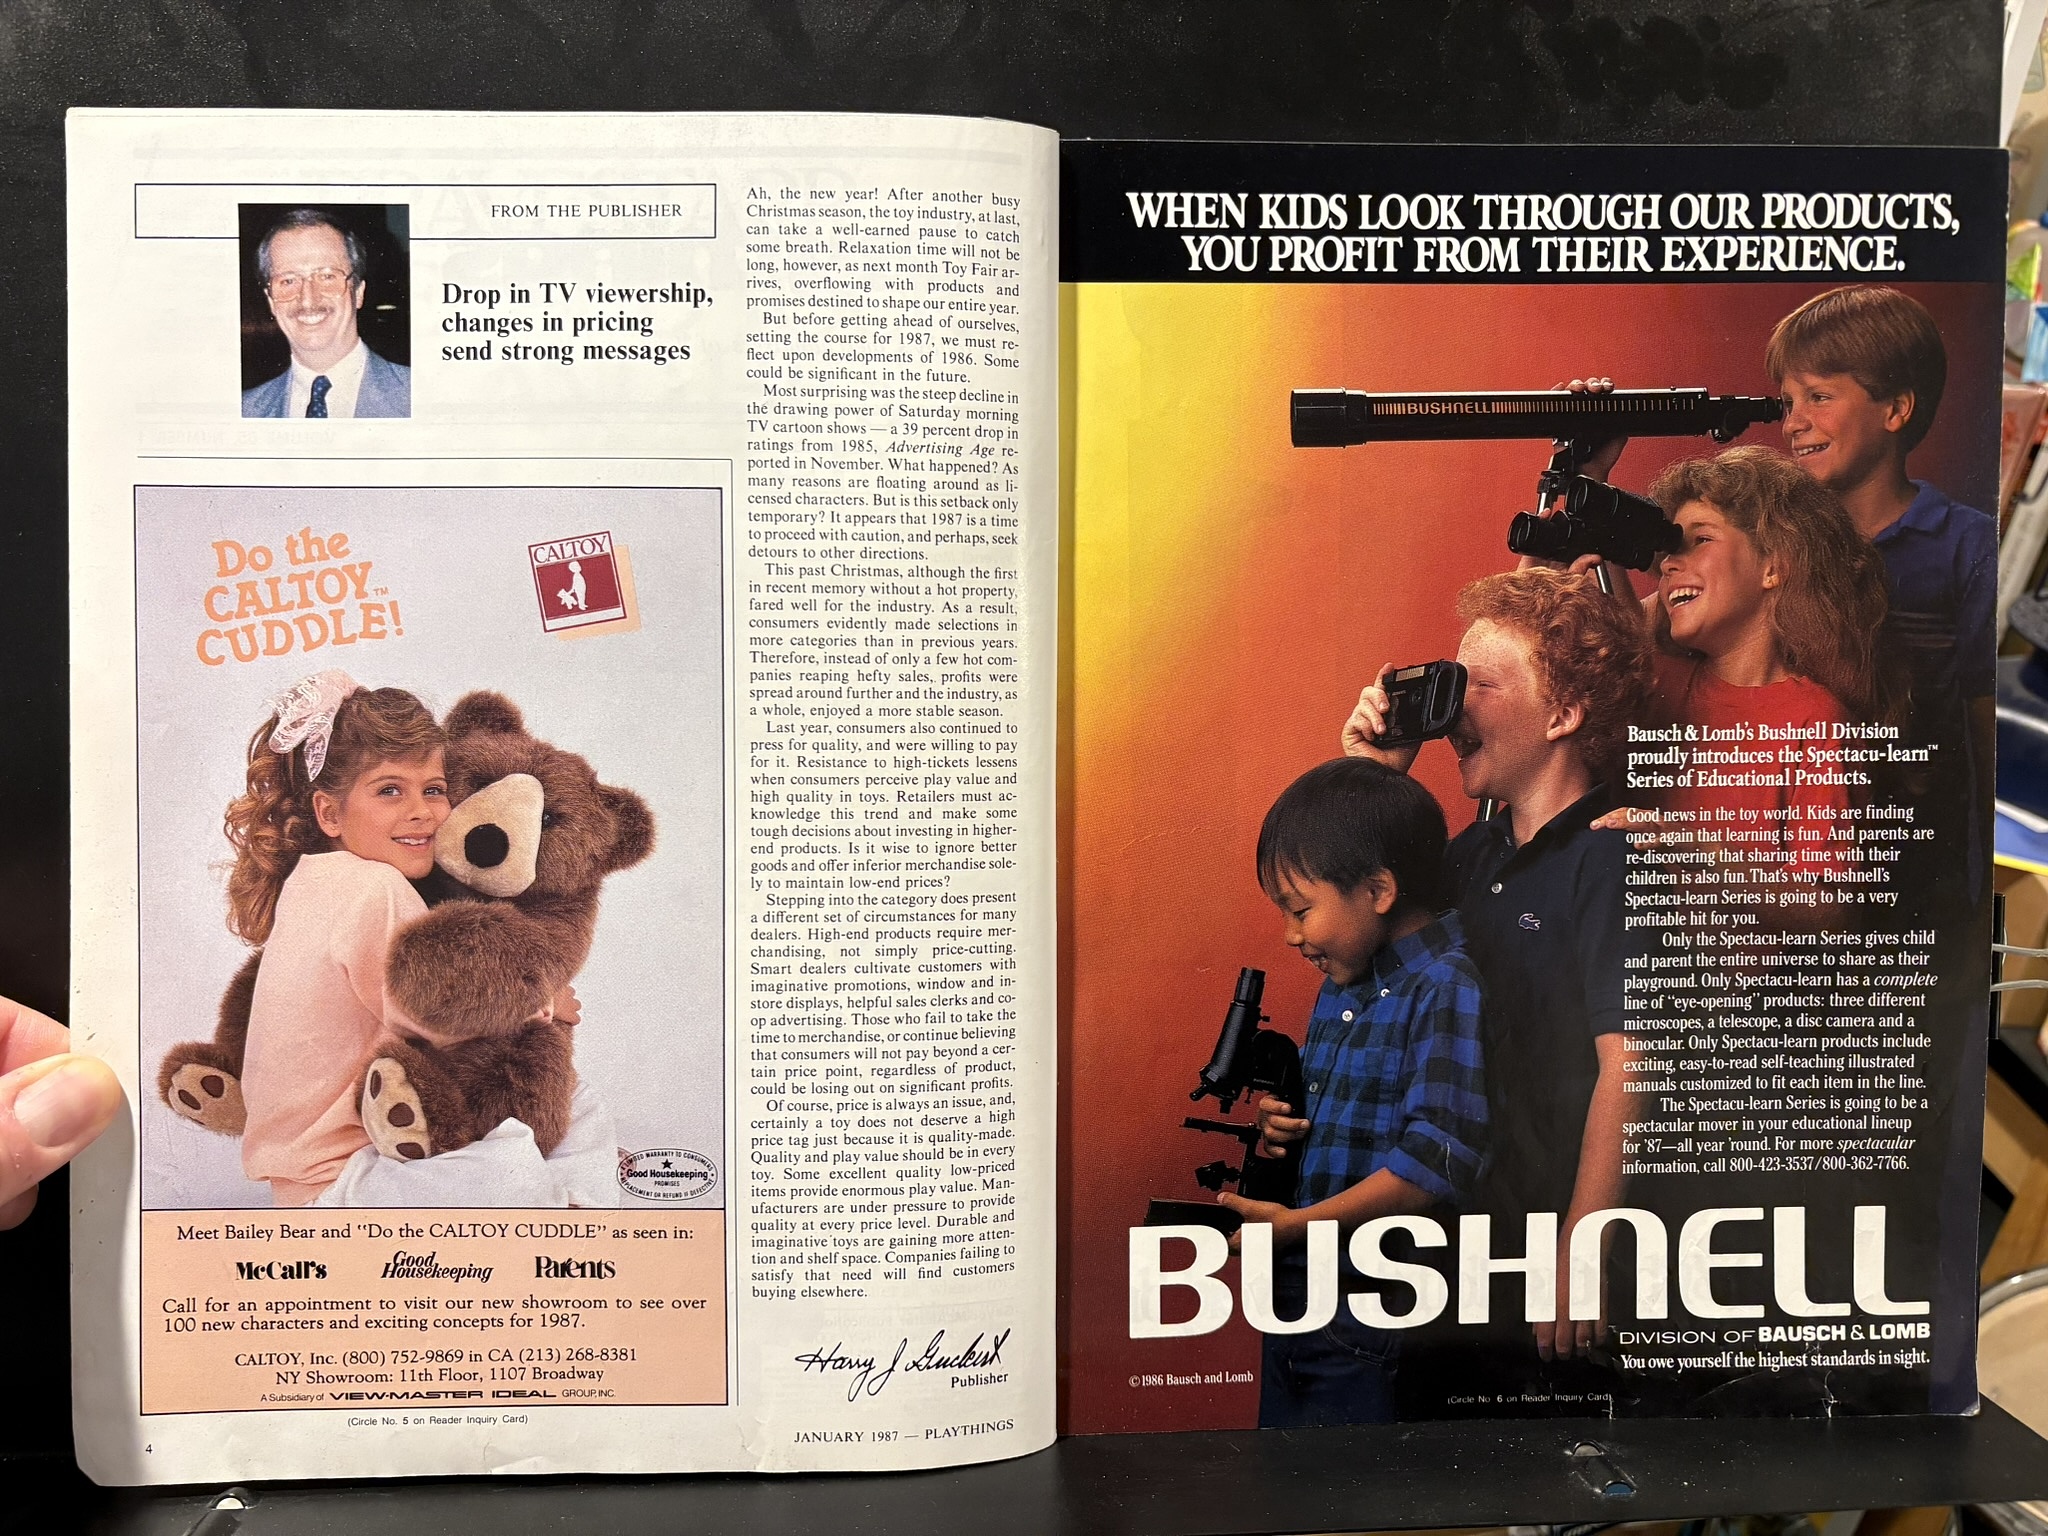 FROM THE PUBLISHER
Drop in TV viewership,
changes in pricing
send strong messages
Do the
CALTOY™
CUDDLE!
CALTOY
LIMITED WARRANTY TO CONSUMERS
Good Housekeeping
PROMISES
REPLACEMENT OR REFUND IF DEFECTIVE
Meet Bailey Bear and "Do the CALTOY CUDDLE" as seen in:
McCall's
Good
Housekeeping
Parents
Call for an appointment to visit our new showroom to see over
100 new characters and exciting concepts for 1987.
CALTOY, Inc. (800) 752-9869 in CA (213) 268-8381
NY Showroom: 11th Floor, 1107 Broadway
A Subsidiary of VIEW-MASTER IDEAL GROUP, INC.
(Circle No. 5 on Reader Inquiry Card)
4
Ah, the new year! After another busy
Christmas season, the toy industry, at last,
can take a well-earned pause to catch
some breath. Relaxation time will not be
long, however, as next month Toy Fair ar-
rives, overflowing with products and
promises destined to shape our entire year.
But before getting ahead of ourselves,
setting the course for 1987, we must re-
flect upon developments of 1986. Some
could be significant in the future.
Most surprising was the steep decline in
the drawing power of Saturday morning
TV cartoon shows — a 39 percent drop in
ratings from 1985, Advertising Age re-
ported in November. What happened? As
many reasons are floating around as li-
censed characters. But is this setback only
temporary? It appears that 1987 is a time
to proceed with caution, and perhaps, seek
detours to other directions.
This past Christmas, although the first
in recent memory without a hot property,
fared well for the industry. As a result,
consumers evidently made selections in
more categories than in previous years.
Therefore, instead of only a few hot com-
panies reaping hefty sales, profits were
spread around further and the industry, as
a whole, enjoyed a more stable season.
Last year, consumers also continued to
press for quality, and were willing to pay
for it. Resistance to high-tickets lessens
when consumers perceive play value and
high quality in toys. Retailers must ac-
knowledge this trend and make some
tough decisions about investing in higher-
end products. Is it wise to ignore better
goods and offer inferior merchandise sole-
ly to maintain low-end prices?
Stepping into the category does present
a different set of circumstances for many
dealers. High-end products require mer-
chandising, not simply price-cutting.
Smart dealers cultivate customers with
imaginative promotions, window and in-
store displays, helpful sales clerks and co-
op advertising. Those who fail to take the
time to merchandise, or continue believing
that consumers will not pay beyond a cer-
tain price point, regardless of product,
could be losing out on significant profits.
Of course, price is always an issue, and,
certainly a toy does not deserve a high
price tag just because it is quality-made.
Quality and play value should be in every
toy. Some excellent quality low-priced
items provide enormous play value. Man-
ufacturers are under pressure to provide
quality at every price level. Durable and
imaginative toys are gaining more atten-
tion and shelf space. Companies failing to
satisfy that need will find customers
buying elsewhere.
Harry J Guckert
Publisher
JANUARY 1987 — PLAYTHINGS
WHEN KIDS LOOK THROUGH OUR PRODUCTS,
YOU PROFIT FROM THEIR EXPERIENCE.
BUSHNELL
Bausch & Lomb's Bushnell Division
proudly introduces the Spectacu-learn™
Series of Educational Products.
Good news in the toy world. Kids are finding
once again that learning is fun. And parents are
re-discovering that sharing time with their
children is also fun. That's why Bushnell's
Spectacu-learn Series is going to be a very
profitable hit for you.
Only the Spectacu-learn Series gives child
and parent the entire universe to share as their
playground. Only Spectacu-learn has a complete
line of "eye-opening" products: three different
microscopes, a telescope, a disc camera and a
binocular. Only Spectacu-learn products include
exciting, easy-to-read self-teaching illustrated
manuals customized to fit each item in the line.
The Spectacu-learn Series is going to be a
spectacular mover in your educational lineup
for '87—all year 'round. For more spectacular
information, call 800-423-3537/800-362-7766.
BUSHNELL
DIVISION OF BAUSCH & LOMB
You owe yourself the highest standards in sight.
© 1986 Bausch and Lomb
(Circle No. 6 on Reader Inquiry Card)